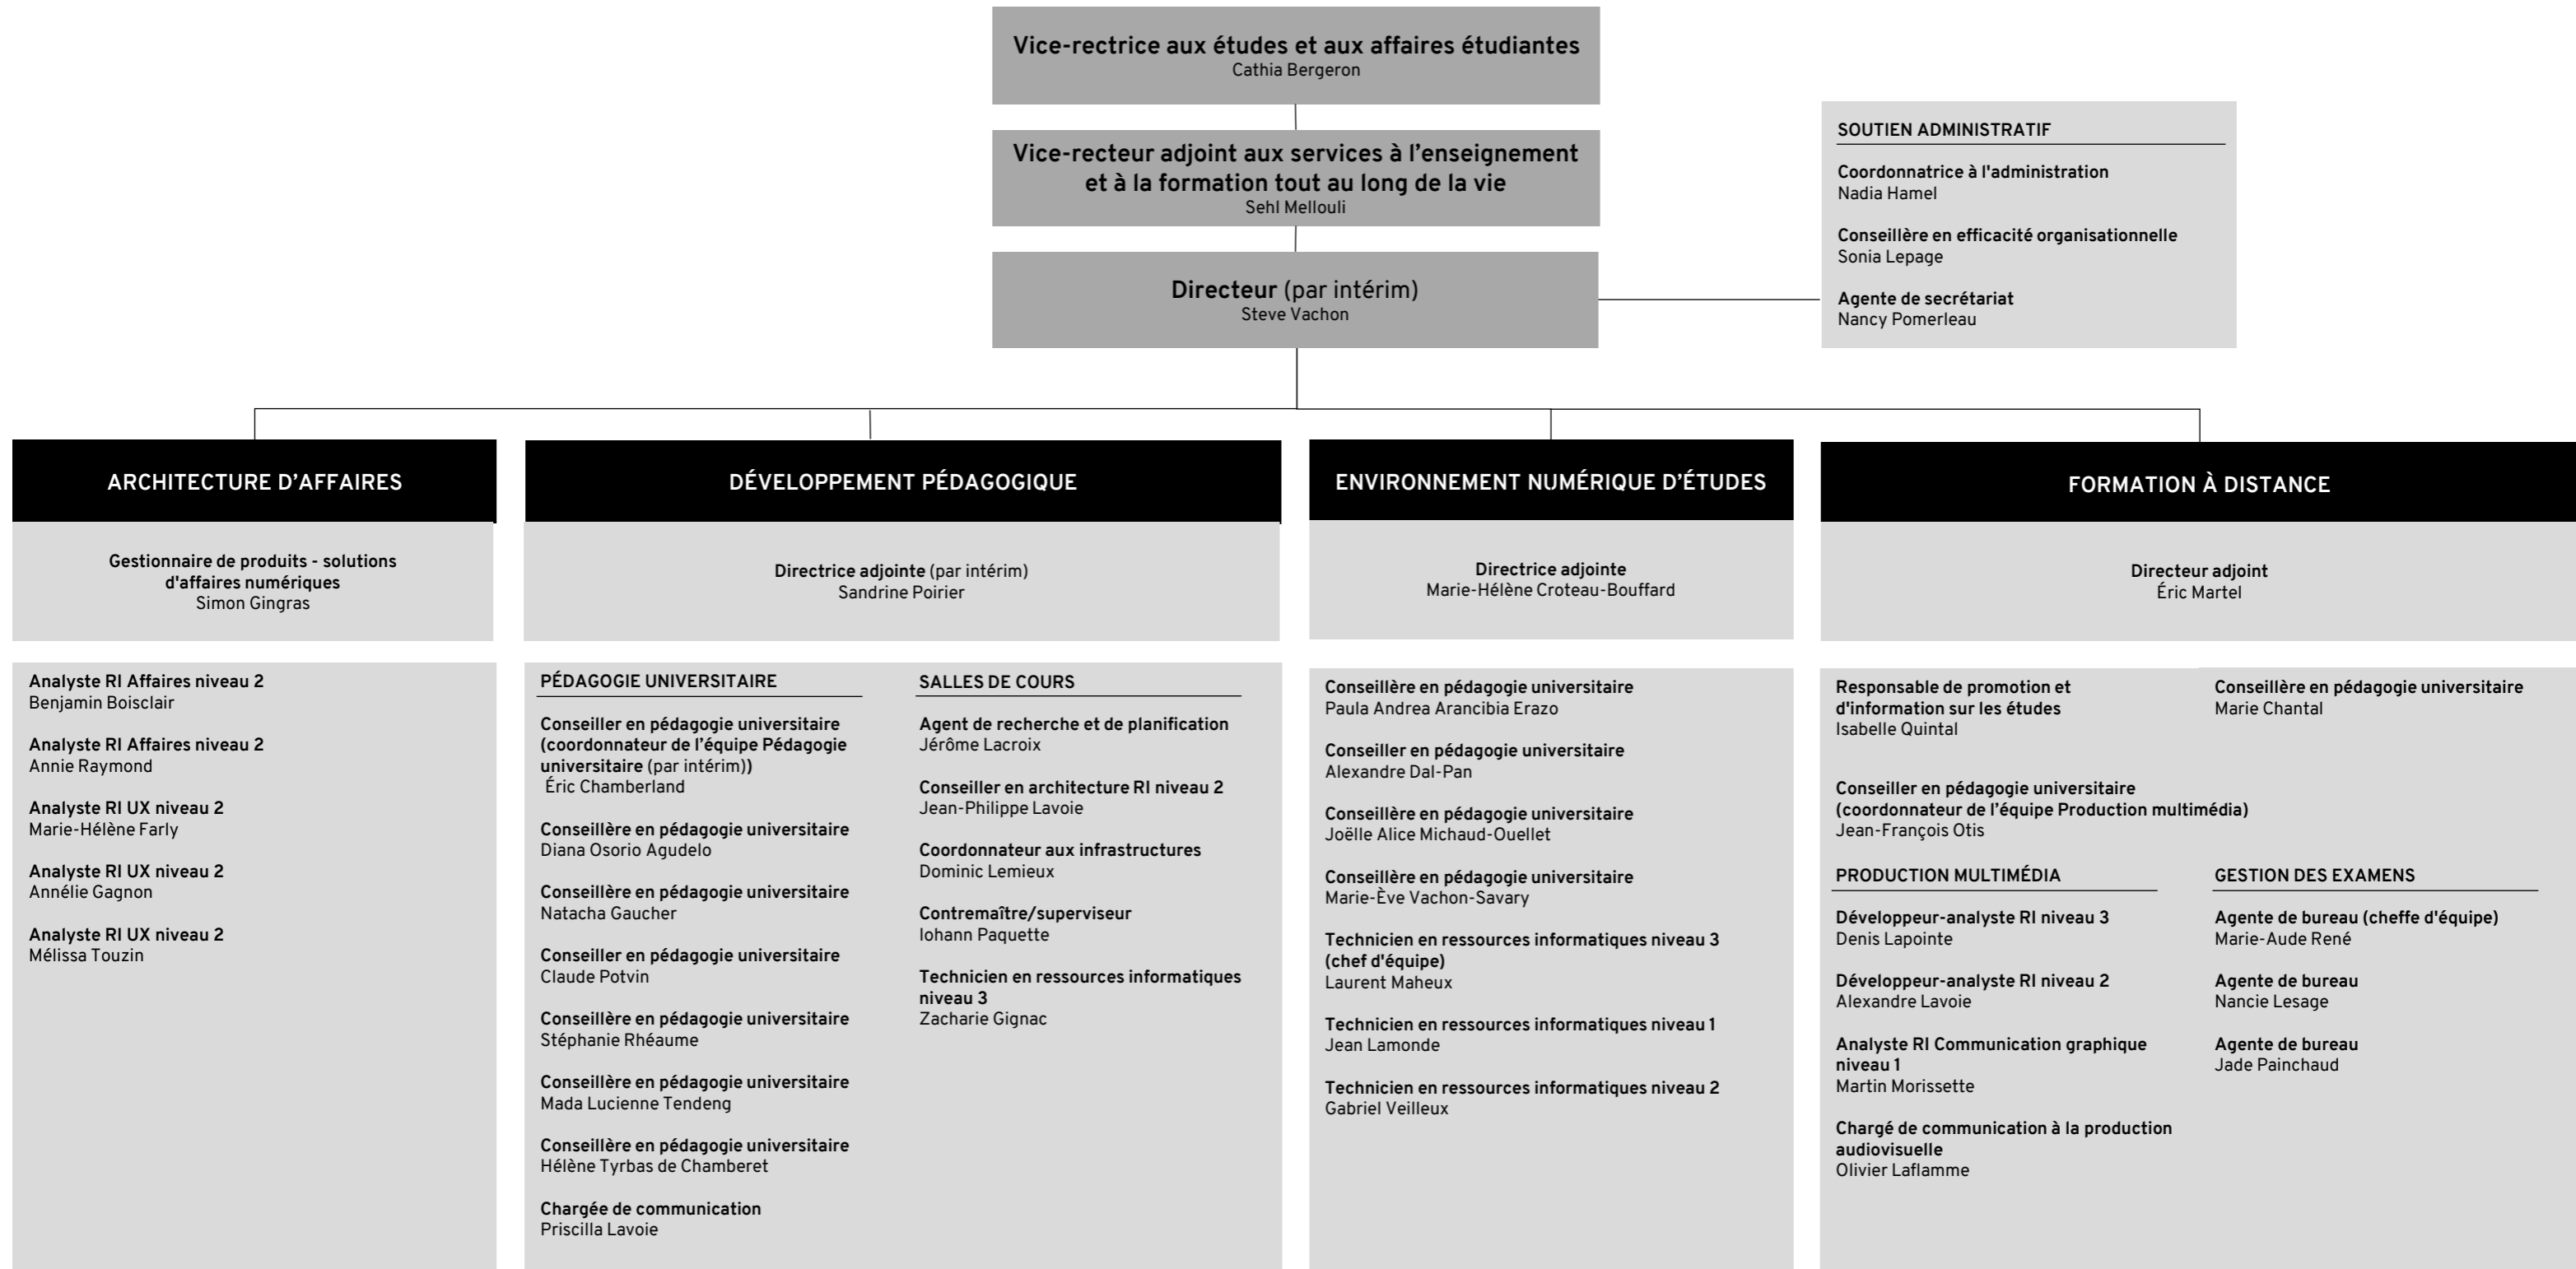 Vice-rectrice aux études et aux affaires étudiantes
Cathia Bergeron
Vice-recteur adjoint aux services à l’enseignement
et à la formation tout au long de la vie
Sehl Mellouli
Directeur (par intérim)
Steve Vachon
SOUTIEN ADMINISTRATIF
Coordonnatrice à l'administration
Nadia Hamel
Conseillère en efficacité organisationnelle
Sonia Lepage
Agente de secrétariat
Nancy Pomerleau
ARCHITECTURE D’AFFAIRES
Gestionnaire de produits - solutions
d'affaires numériques
Simon Gingras
Analyste RI Affaires niveau 2
Benjamin Boisclair
Analyste RI Affaires niveau 2
Annie Raymond
Analyste RI UX niveau 2
Marie-Hélène Farly
Analyste RI UX niveau 2
Annélie Gagnon
Analyste RI UX niveau 2
Mélissa Touzin
DÉVELOPPEMENT PÉDAGOGIQUE
Directrice adjointe (par intérim)
Sandrine Poirier
PÉDAGOGIE UNIVERSITAIRE
Conseiller en pédagogie universitaire
(coordonnateur de l’équipe Pédagogie
universitaire (par intérim))
Éric Chamberland
Conseillère en pédagogie universitaire
Diana Osorio Agudelo
Conseillère en pédagogie universitaire
Natacha Gaucher
Conseiller en pédagogie universitaire
Claude Potvin
Conseillère en pédagogie universitaire
Stéphanie Rhéaume
Conseillère en pédagogie universitaire
Mada Lucienne Tendeng
Conseillère en pédagogie universitaire
Hélène Tyrbas de Chamberet
Chargée de communication
Priscilla Lavoie
SALLES DE COURS
Agent de recherche et de planification
Jérôme Lacroix
Conseiller en architecture RI niveau 2
Jean-Philippe Lavoie
Coordonnateur aux infrastructures
Dominic Lemieux
Contremaître/superviseur
Iohann Paquette
Technicien en ressources informatiques
niveau 3
Zacharie Gignac
ENVIRONNEMENT NUMÉRIQUE D’ÉTUDES
Directrice adjointe
Marie-Hélène Croteau-Bouffard
Conseillère en pédagogie universitaire
Paula Andrea Arancibia Erazo
Conseiller en pédagogie universitaire
Alexandre Dal-Pan
Conseillère en pédagogie universitaire
Joëlle Alice Michaud-Ouellet
Conseillère en pédagogie universitaire
Marie-Ève Vachon-Savary
Technicien en ressources informatiques niveau 3
(chef d'équipe)
Laurent Maheux
Technicien en ressources informatiques niveau 1
Jean Lamonde
Technicien en ressources informatiques niveau 2
Gabriel Veilleux
FORMATION À DISTANCE
Directeur adjoint
Éric Martel
Responsable de promotion et
d'information sur les études
Isabelle Quintal
Conseillère en pédagogie universitaire
Marie Chantal
Conseiller en pédagogie universitaire
(coordonnateur de l’équipe Production multimédia)
Jean-François Otis
PRODUCTION MULTIMÉDIA
Développeur-analyste RI niveau 3
Denis Lapointe
Développeur-analyste RI niveau 2
Alexandre Lavoie
Analyste RI Communication graphique
niveau 1
Martin Morissette
Chargé de communication à la production
audiovisuelle
Olivier Laflamme
GESTION DES EXAMENS
Agente de bureau (cheffe d'équipe)
Marie-Aude René
Agente de bureau
Nancie Lesage
Agente de bureau
Jade Painchaud